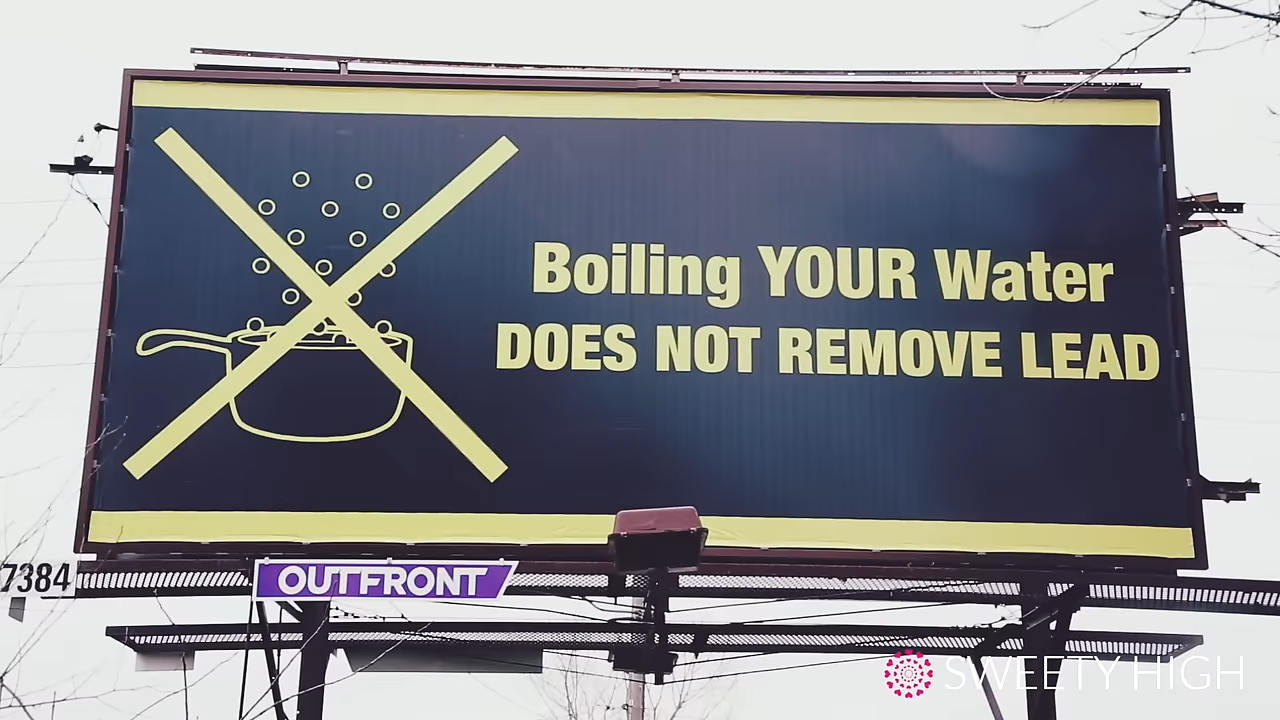 Boiling YOUR Water
DOES NOT REMOVE LEAD
7384
OUTFRONT
SWEETY HIGH